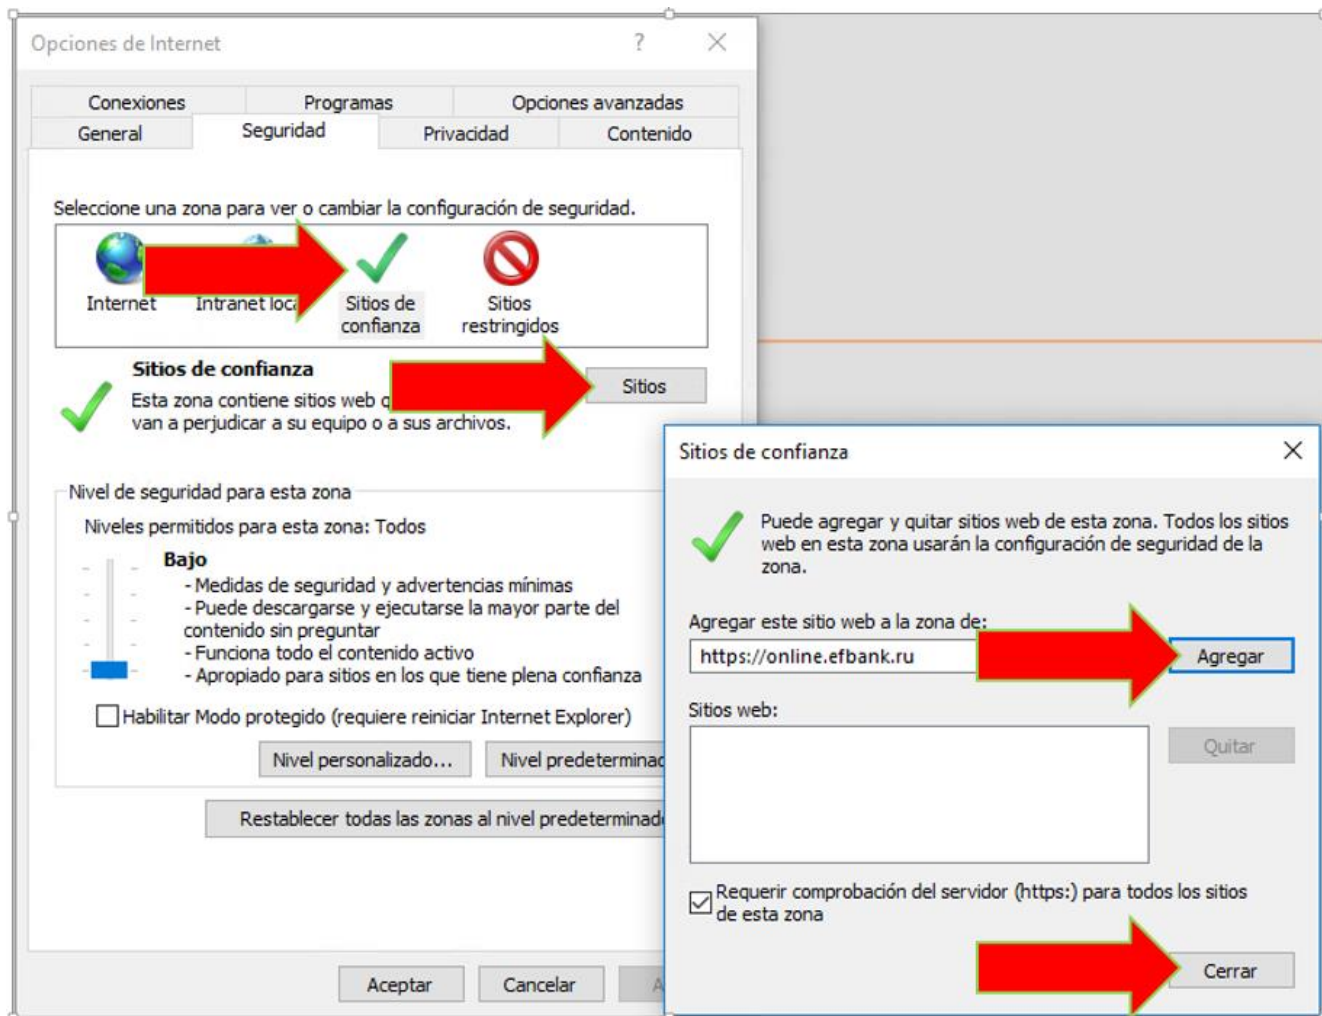 Opciones de Internet
?
Conexiones
Programas
Opciones avanzadas
General
Seguridad
Privacidad
Contenido
Seleccione una zona para ver o cambiar la configuración de seguridad.
Internet
Intranet
Sitios de
confianza
Sitios
restringidos
Sitios de confianza
Esta zona contiene sitios web
van a perjudicar a su equipo o a sus archivos.
Sitios
Nivel de seguridad para esta zona
Niveles permitidos para esta zona: Todos
Bajo
- Medidas de seguridad y advertencias mínimas
- Puede descargarse y ejecutarse la mayor parte del
contenido sin preguntar
- Funciona todo el contenido activo
- Apropiado para sitios en los que tiene plena confianza
Habilitar Modo protegido (requiere reiniciar Internet Explorer)
Nivel personalizado...
Nivel
Restablecer todas las zonas al nivel
Aceptar
Cancelar
Sitios de confianza
Puede agregar y quitar sitios web de esta zona. Todos los sitios
web en esta zona usarán la configuración de seguridad de la
zona.
Agregar este sitio web a la zona de:
https://online.efbank.ru
Agregar
Sitios web:
Quitar
Requerir comprobación del servidor (https:) para todos los sitios
de esta zona
Cerrar